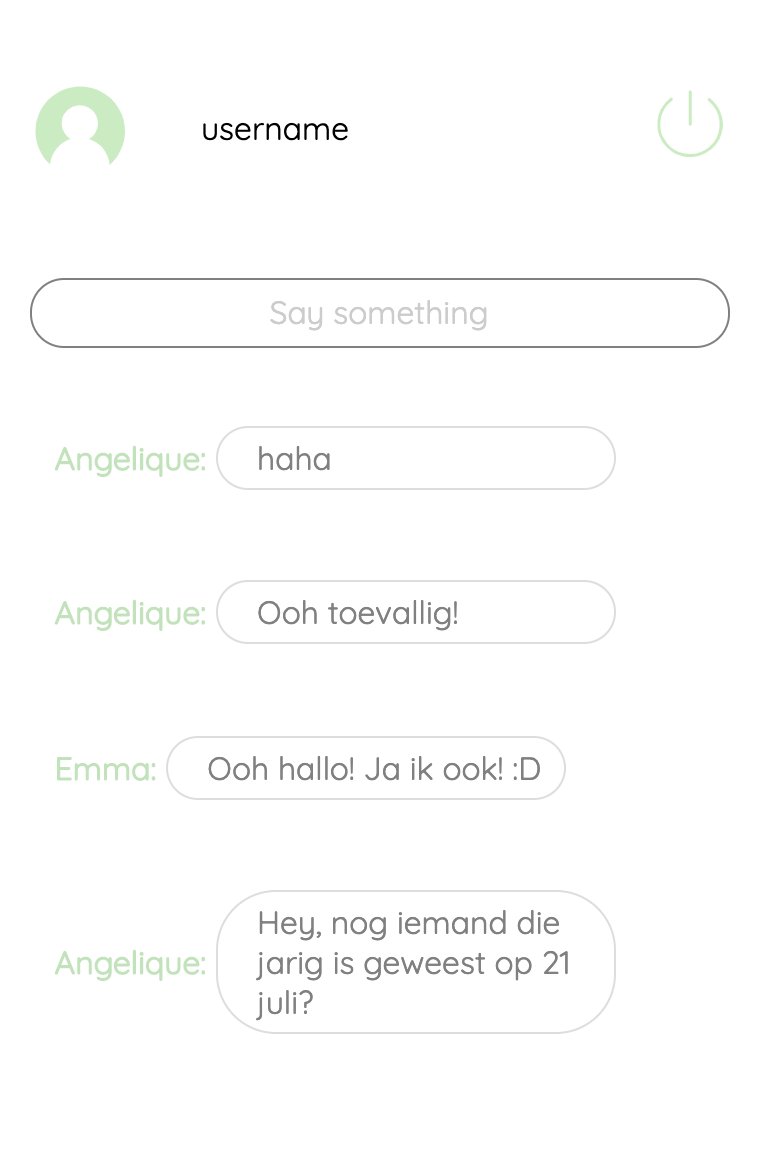 username
Say something
Angelique: haha
Angelique: Ooh toevallig!
Emma: Ooh hallo! Ja ik ook! :D
Hey, nog iemand die
Angelique: jarig is geweest op 21
juli?